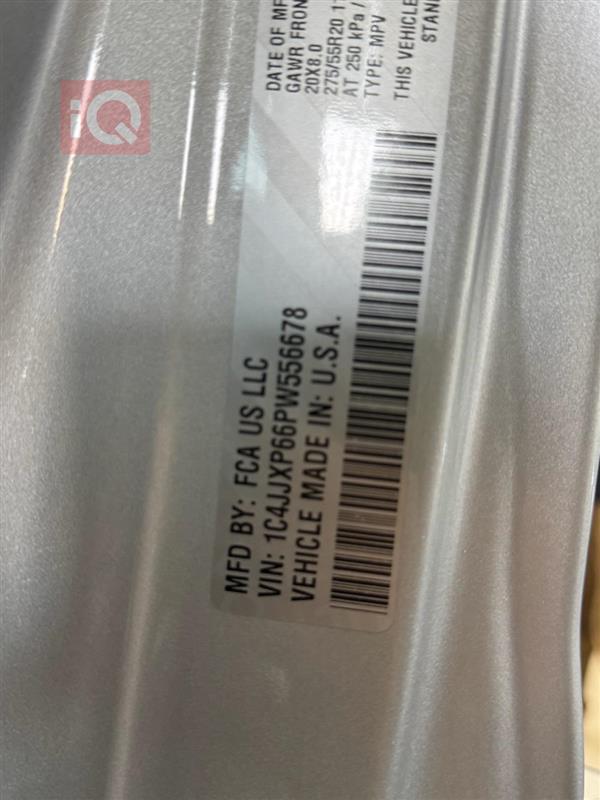 iQ
MFD BY: FCA US LLC
VIN: 1C4JJXP66PW556678
VEHICLE MADE IN: U.S.A.
DATE OF MF
GAWR FRON
20X8.0
275/55R20 1
AT 250 kPa /
TYPE: MPV
THIS VEHICLE
STAN